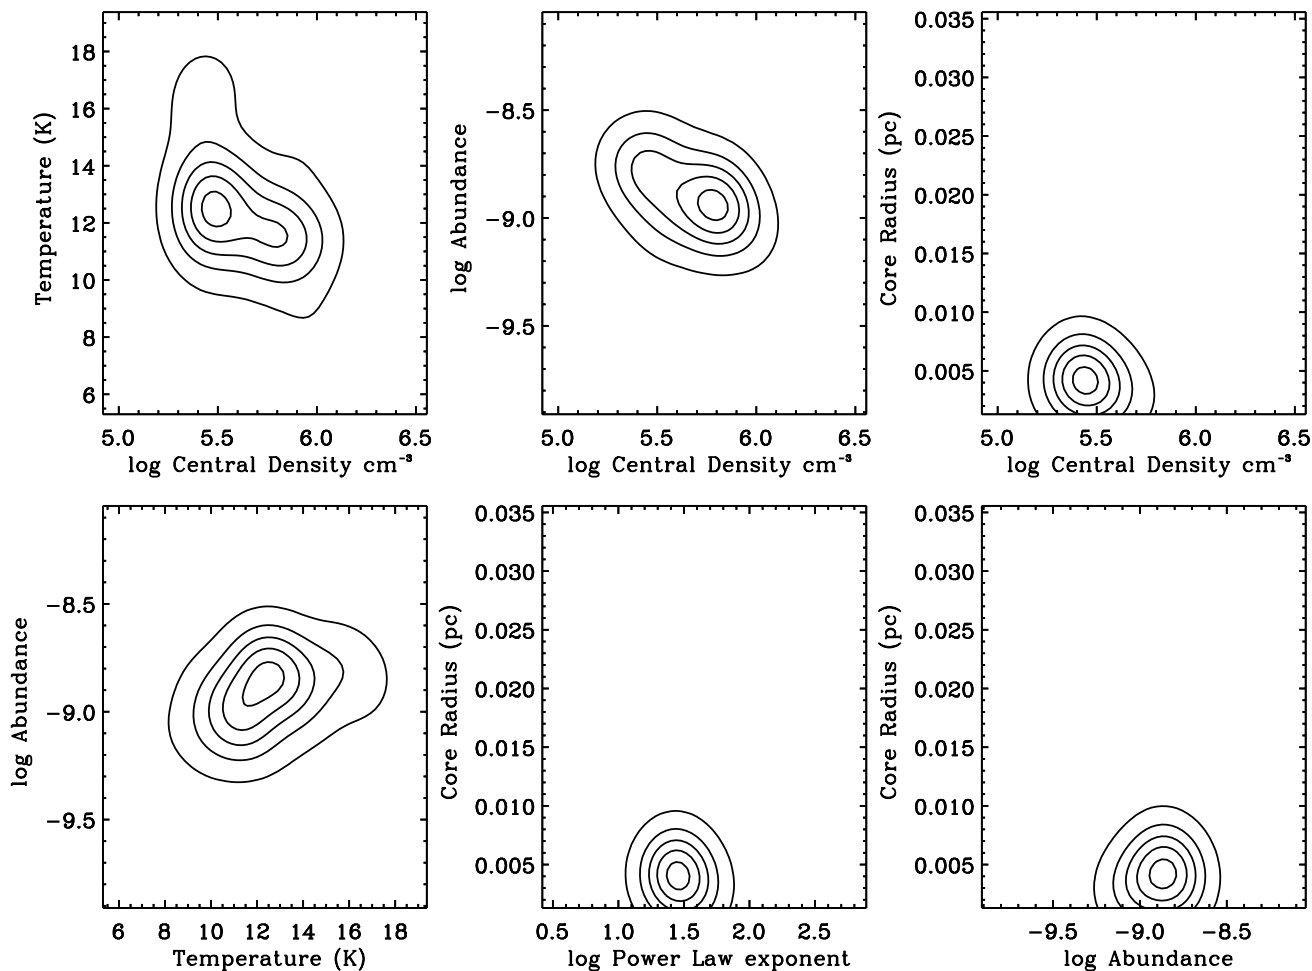 18
16
14
12
10
8
6
Temperature (K)
5.0 5.5 6.0 6.5
log Central Density cm⁻³
−8.5
−9.0
−9.5
log Abundance
5.0 5.5 6.0 6.5
log Central Density cm⁻³
0.035
0.030
0.025
0.020
0.015
0.010
0.005
Core Radius (pc)
5.0 5.5 6.0 6.5
log Central Density cm⁻³
−8.5
−9.0
−9.5
log Abundance
6 8 10 12 14 16 18
Temperature (K)
0.035
0.030
0.025
0.020
0.015
0.010
0.005
Core Radius (pc)
0.5 1.0 1.5 2.0 2.5
log Power Law exponent
0.035
0.030
0.025
0.020
0.015
0.010
0.005
Core Radius (pc)
−9.5 −9.0 −8.5
log Abundance